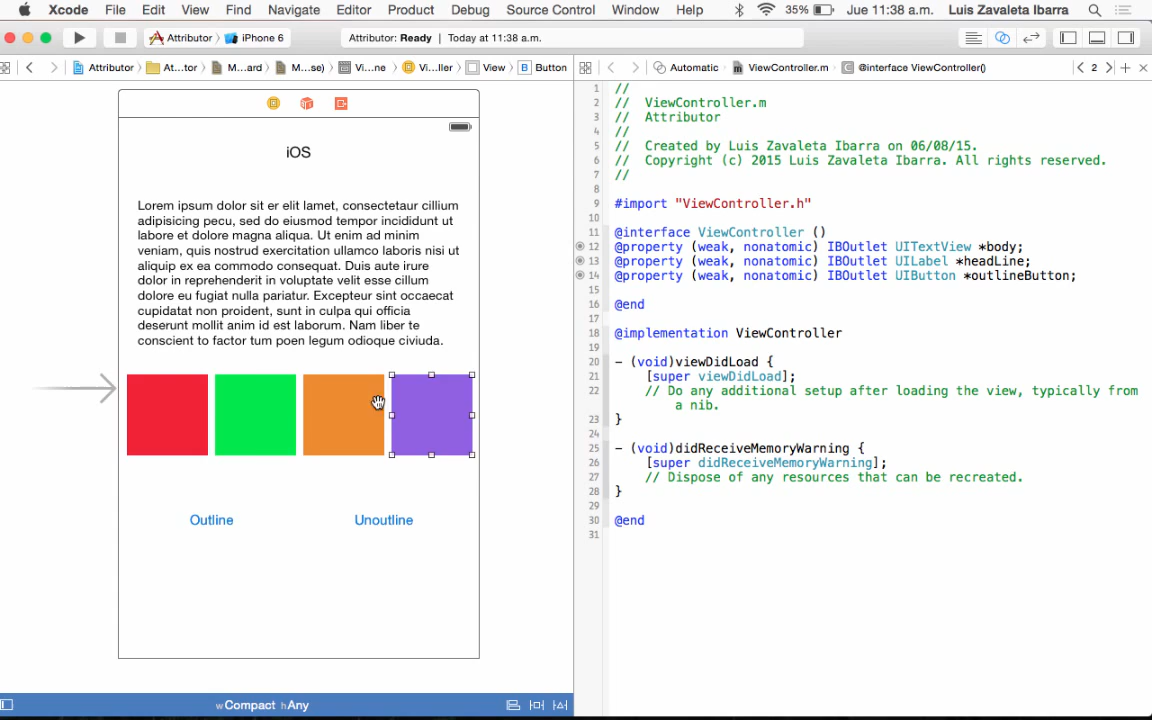 Xcode File Edit View Find Navigate Editor Product Debug Source Control Window Help 35% Jue 11:38 a.m. Luis Zavaleta Ibarra
Attributor iPhone 6 Attributor: Ready | Today at 11:38 a.m.
Attributor At...tor M...ard M...se) Vi...ne Vi...ller View B Button
Automatic ViewController.m C @interface ViewController() 2
iOS
Lorem ipsum dolor sit er elit lamet, consectetaur cillium
adipisicing pecu, sed do eiusmod tempor incididunt ut
labore et dolore magna aliqua. Ut enim ad minim
veniam, quis nostrud exercitation ullamco laboris nisi ut
aliquip ex ea commodo consequat. Duis aute irure
dolor in reprehenderit in voluptate velit esse cillum
dolore eu fugiat nulla pariatur. Excepteur sint occaecat
cupidatat non proident, sunt in culpa qui officia
deserunt mollit anim id est laborum. Nam liber te
conscient to factor tum poen legum odioque civiuda.
Outline Unoutline
wCompact hAny
1 //
2 // ViewController.m
3 // Attributor
4 //
5 // Created by Luis Zavaleta Ibarra on 06/08/15.
6 // Copyright (c) 2015 Luis Zavaleta Ibarra. All rights reserved.
7 //
8
9 #import "ViewController.h"
10
11 @interface ViewController ()
12 @property (weak, nonatomic) IBOutlet UITextView *body;
13 @property (weak, nonatomic) IBOutlet UILabel *headLine;
14 @property (weak, nonatomic) IBOutlet UIButton *outlineButton;
15
16 @end
17
18 @implementation ViewController
19
20 - (void)viewDidLoad {
21 [super viewDidLoad];
22 // Do any additional setup after loading the view, typically from
a nib.
23 }
24
25 - (void)didReceiveMemoryWarning {
26 [super didReceiveMemoryWarning];
27 // Dispose of any resources that can be recreated.
28 }
29
30 @end
31